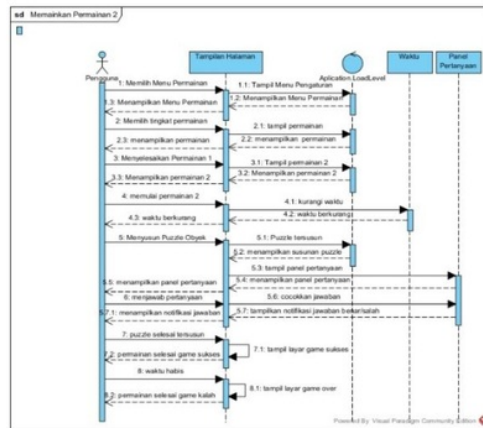 sd Memainkan Permainan 2
Pengguna
Tampilan Halaman
Aplication LoadLevel
Waktu
Panel
Pertanyaan
1: Memilih Menu Permainan
1.1: Tampil Menu Pengaturan
1.2: Menampilkan Menu Permainan
1.3: Menampilkan Menu Permainan
2: Memilih tingkat permainan
2.1: tampil permainan
2.2: menampilkan permainan
2.3: menampilkan permainan
3: Menyelesaikan Permainan 1
3.1: Tampil permainan 2
3.2: Menampilkan permainan 2
3.3: Menampilkan permainan 2
4: memulai permainan 2
4.1: kurangi waktu
4.2: waktu berkurang
4.3: waktu berkurang
5: Menyusun Puzzle Obyek
5.1: Puzzle tersusun
5.2: menampilkan susunan puzzle
5.3: tampil panel pertanyaan
5.4: menampilkan panel pertanyaan
5.5: menampilkan panel pertanyaan
6: menjawab pertanyaan
5.6: cocokkan jawaban
5.7: tampilkan notifikasi jawaban benar/salah
5.7.1: menampilkan notifikasi jawaban
7: puzzle selesai tersusun
7.1: tampil layar game sukses
7.2: permainan selesai game sukses
8: waktu habis
8.1: tampil layar game over
8.2: permainan selesai game kalah
Powered By Visual Paradigm Community Edition